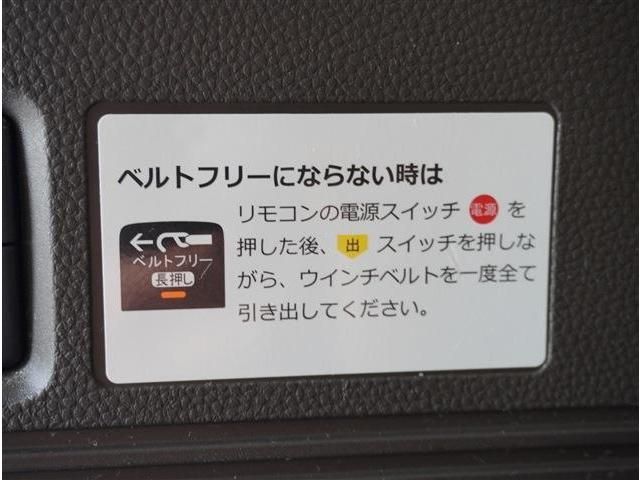 ベルトフリーにならない時は
リモコンの電源スイッチ 電源 を
押した後、 出 スイッチを押しな
がら、ウインチベルトを一度全て
引き出してください。
ベルトフリー
長押し